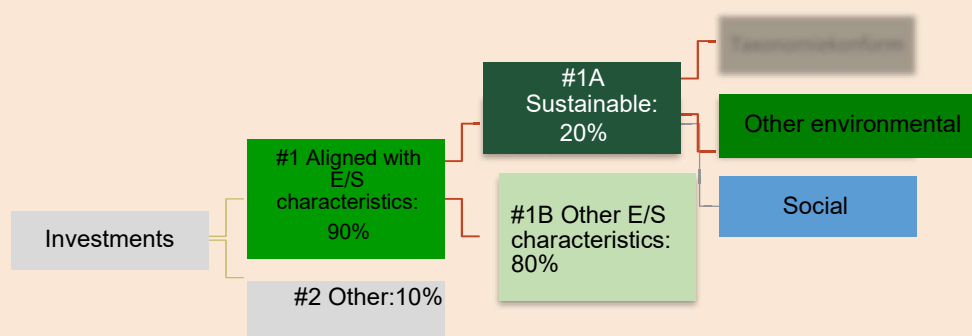 Investments
#1 Aligned with
E/S
characteristics:
90%
#2 Other:10%
#1A
Sustainable:
20%
#1B Other E/S
characteristics:
80%
Taxonomiekonform
Other environmental
Social